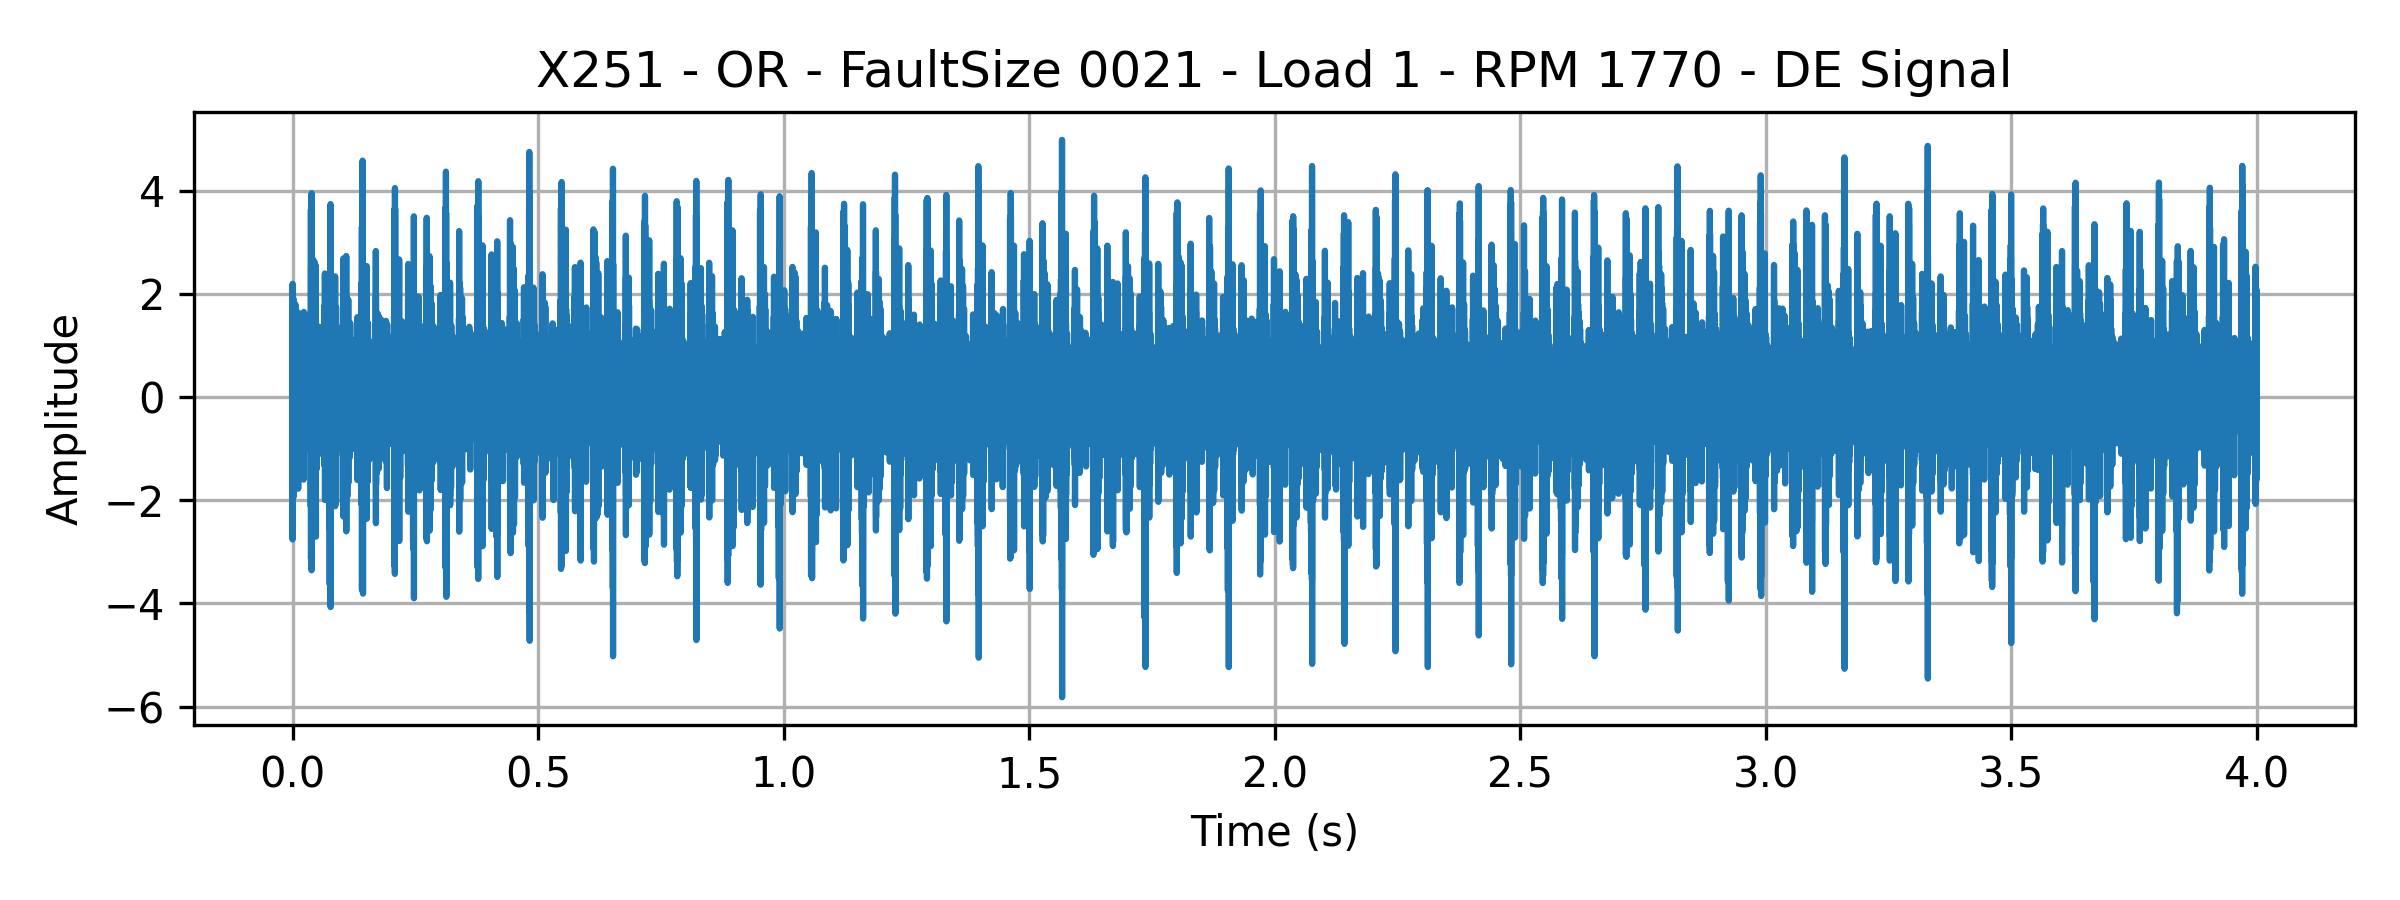 X251 - OR - FaultSize 0021 - Load 1 - RPM 1770 - DE Signal
Amplitude
4
2
0
−2
−4
−6
0.0 0.5 1.0 1.5 2.0 2.5 3.0 3.5 4.0
Time (s)